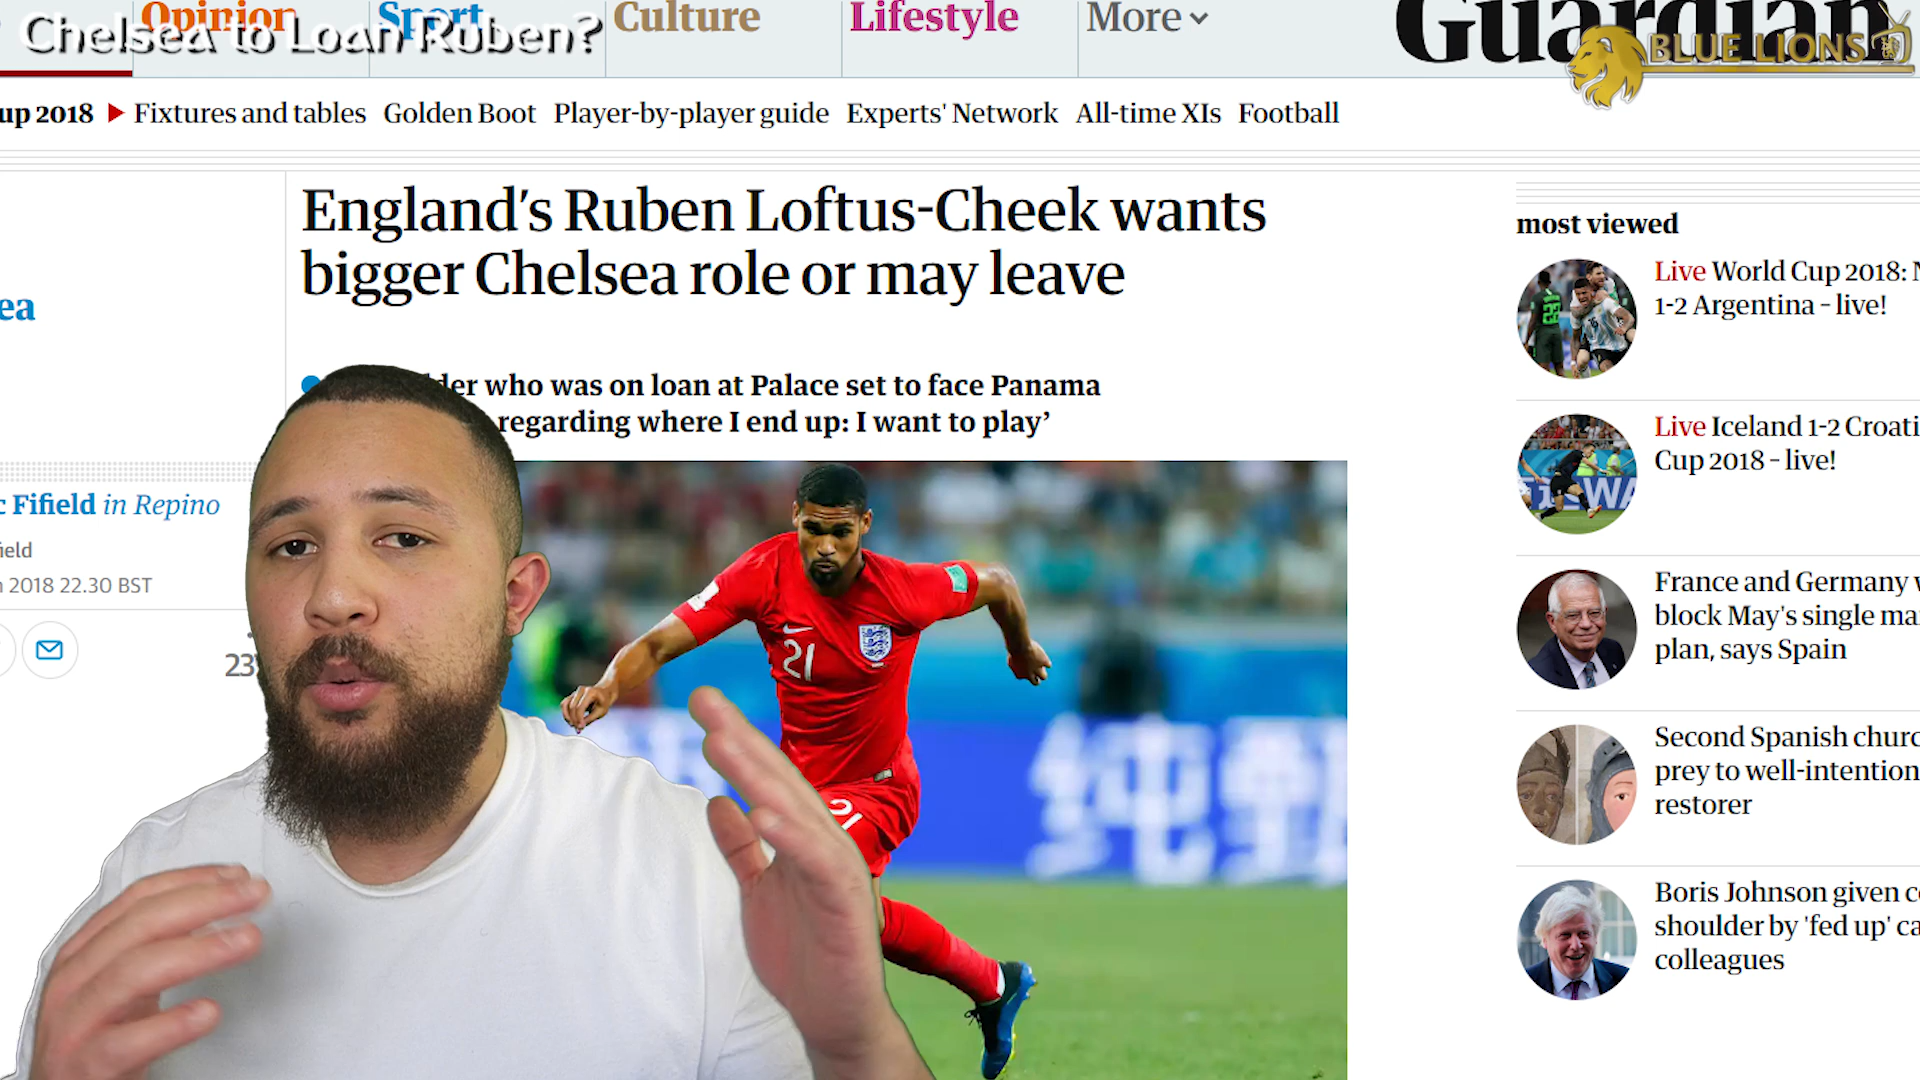 Chelsea to Loan Ruben?
Opinion
Sport
Culture
Lifestyle
More
Guardian
BLUE LIONS
up 2018
Fixtures and tables
Golden Boot
Player-by-player guide
Experts' Network
All-time XIs
Football
England's Ruben Loftus-Cheek wants
bigger Chelsea role or may leave
ea
der who was on loan at Palace set to face Panama
regarding where I end up: I want to play'
c Fifield in Repino
ield
2018 22.30 BST
23
21
21
most viewed
Live World Cup 2018: N
1-2 Argentina – live!
Live Iceland 1-2 Croati
Cup 2018 – live!
France and Germany w
block May's single ma
plan, says Spain
Second Spanish churc
prey to well-intention
restorer
Boris Johnson given co
shoulder by 'fed up' ca
colleagues